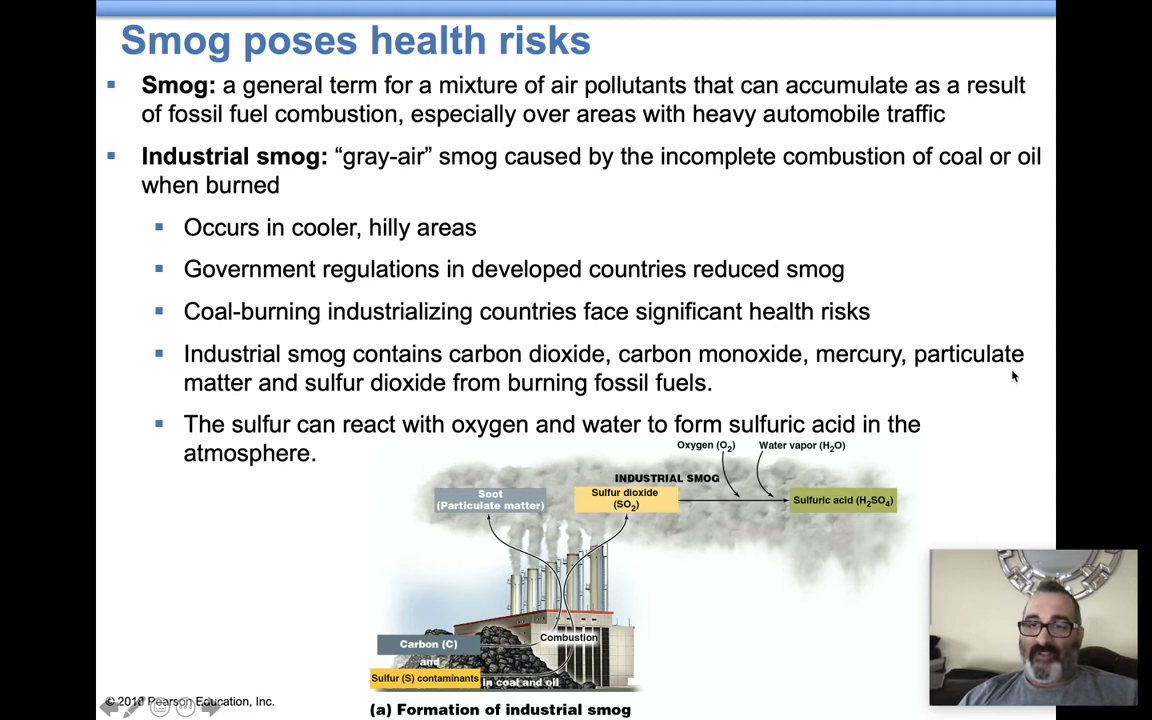 Smog poses health risks
Smog: a general term for a mixture of air pollutants that can accumulate as a result
of fossil fuel combustion, especially over areas with heavy automobile traffic
Industrial smog: “gray-air” smog caused by the incomplete combustion of coal or oil
when burned
Occurs in cooler, hilly areas
Government regulations in developed countries reduced smog
Coal-burning industrializing countries face significant health risks
Industrial smog contains carbon dioxide, carbon monoxide, mercury, particulate
matter and sulfur dioxide from burning fossil fuels.
The sulfur can react with oxygen and water to form sulfuric acid in the
atmosphere.
Oxygen (O₂)
Water vapor (H₂O)
INDUSTRIAL SMOG
Soot
(Particulate matter)
Sulfur dioxide
(SO₂)
Sulfuric acid (H₂SO₄)
Combustion
Carbon (C)
and
Sulfur (S) contaminants
in coal and oil
(a) Formation of industrial smog
© 2018 Pearson Education, Inc.